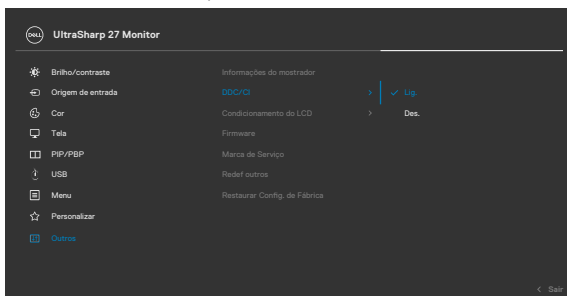 DELL UltraSharp 27 Monitor
Brilho/contraste Informações do mostrador
Origem de entrada DDC/CI > ✓ Lig.
Cor Condicionamento do LCD > Des.
Tela Firmware
PIP/PBP Marca de Serviço
USB Redef outros
Menu Restaurar Config. de Fábrica
Personalizar
Outros
< Sair